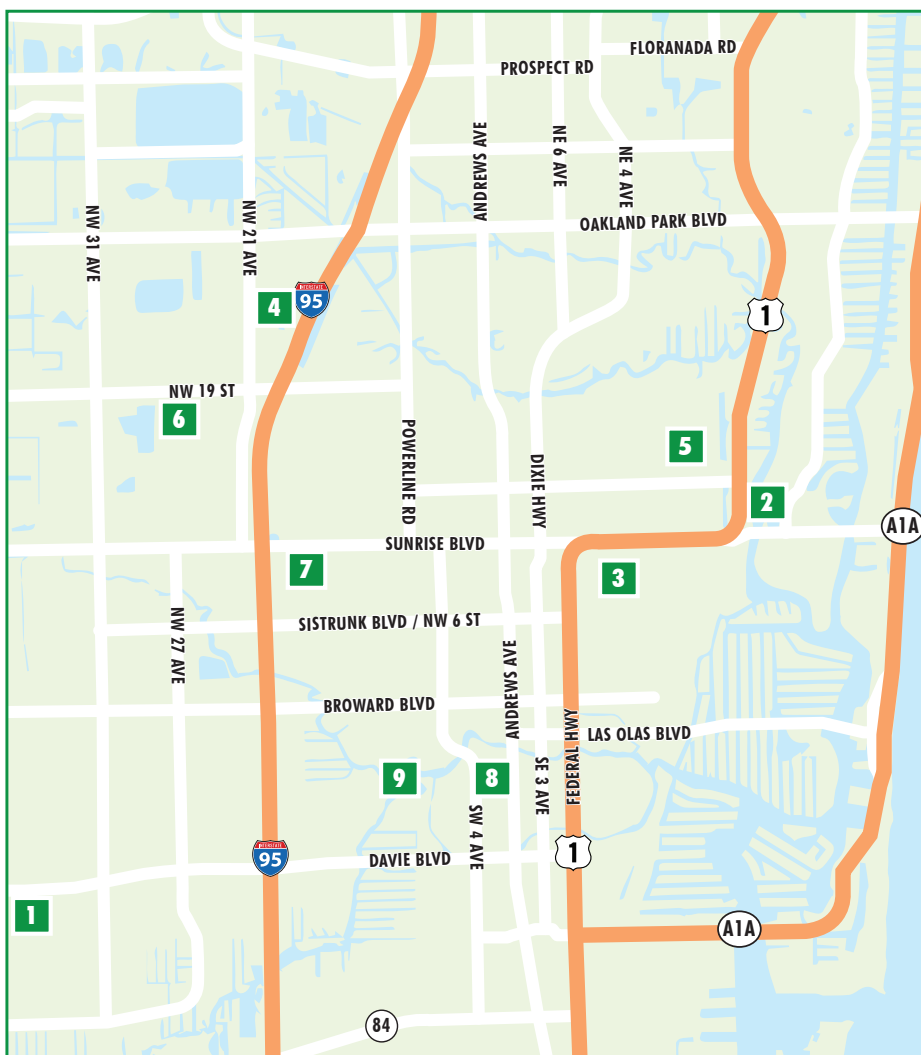 FLORANADA RD
PROSPECT RD
ANDREWS AVE
NE 6 AVE
NE 4 AVE
NW 31 AVE
NW 21 AVE
OAKLAND PARK BLVD
4
INTERSTATE
95
1
NW 19 ST
6
POWERLINE RD
5
DIXIE HWY
2
A1A
SUNRISE BLVD
7
3
NW 27 AVE
SISTRUNK BLVD / NW 6 ST
ANDREWS AVE
BROWARD BLVD
FEDERAL HWY
LAS OLAS BLVD
9
8
SE 3 AVE
SW 4 AVE
INTERSTATE
95
DAVIE BLVD
1
1
A1A
84